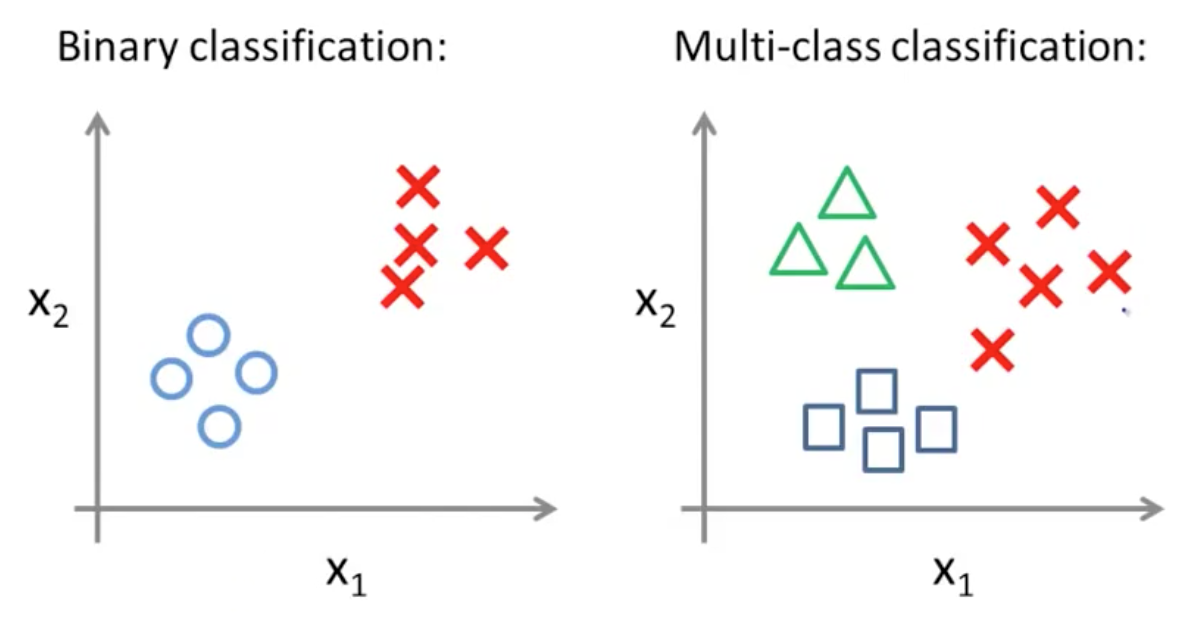 Binary classification:
x₂
x₁
Multi-class classification:
x₂
x₁